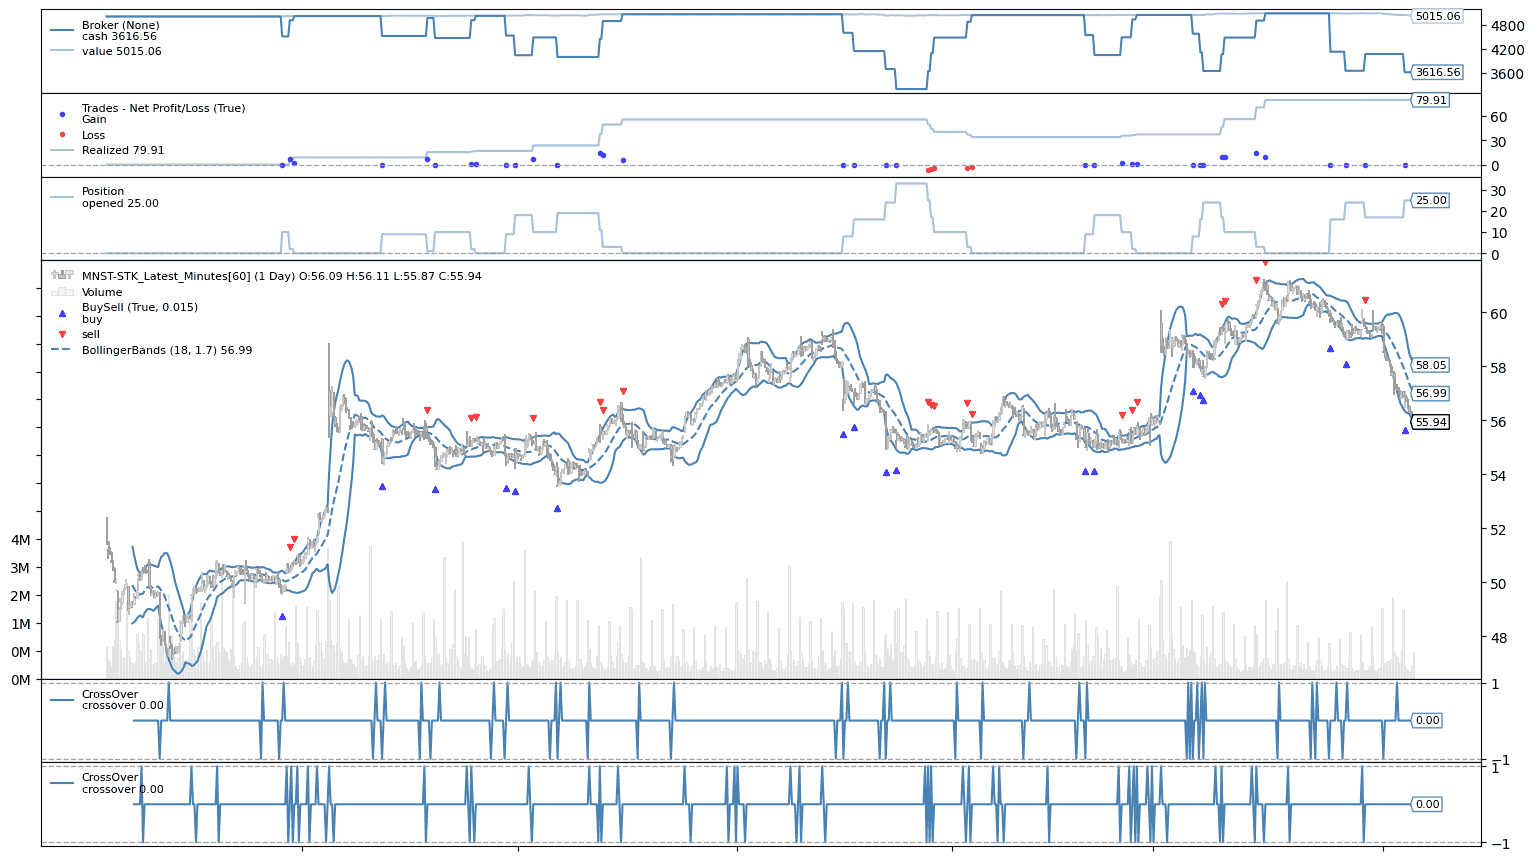 Broker (None)
cash 3616.56
value 5015.06
5015.06
4800
4200
3600
3616.56
Trades - Net Profit/Loss (True)
Gain
Loss
Realized 79.91
79.91
60
30
0
Position
opened 25.00
30
25.00
20
10
0
MNST-STK_Latest_Minutes[60] (1 Day) O:56.09 H:56.11 L:55.87 C:55.94
Volume
BuySell (True, 0.015)
buy
sell
BollingerBands (18, 1.7) 56.99
60
58.05
58
56.99
56
55.94
54
52
50
48
4M
3M
2M
1M
0M
0M
CrossOver
crossover 0.00
1
0.00
−1
CrossOver
crossover 0.00
1
0.00
−1